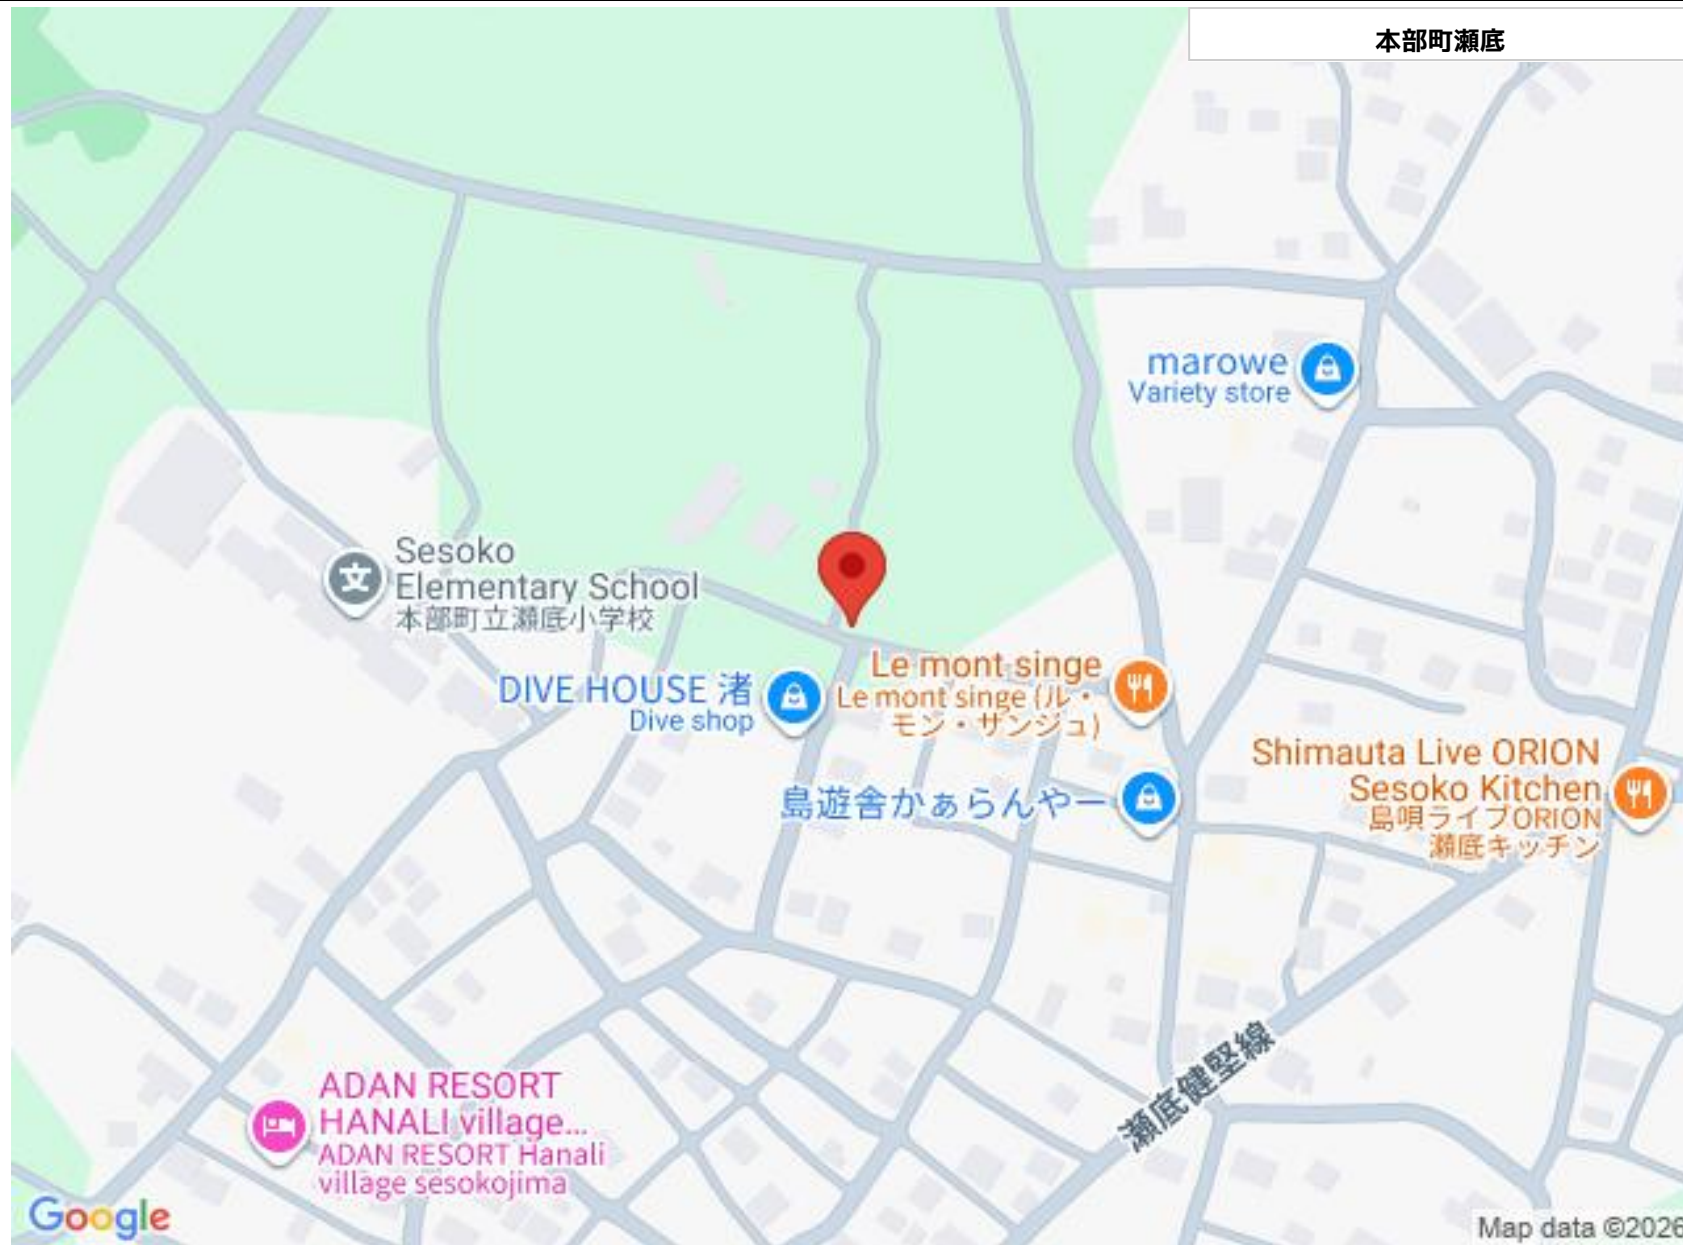 本部町瀬底
marowe
Variety store
Sesoko
Elementary School
本部町立瀬底小学校
文
DIVE HOUSE 渚
Dive shop
Le mont singe
Le mont singe (ル・
モン・サンジュ)
島遊舎かぁらんやー
Shimauta Live ORION
Sesoko Kitchen
島唄ライブORION
瀬底キッチン
瀬底健堅線
ADAN RESORT
HANALI village...
ADAN RESORT Hanali
village sesokojima
Google
Map data ©2026